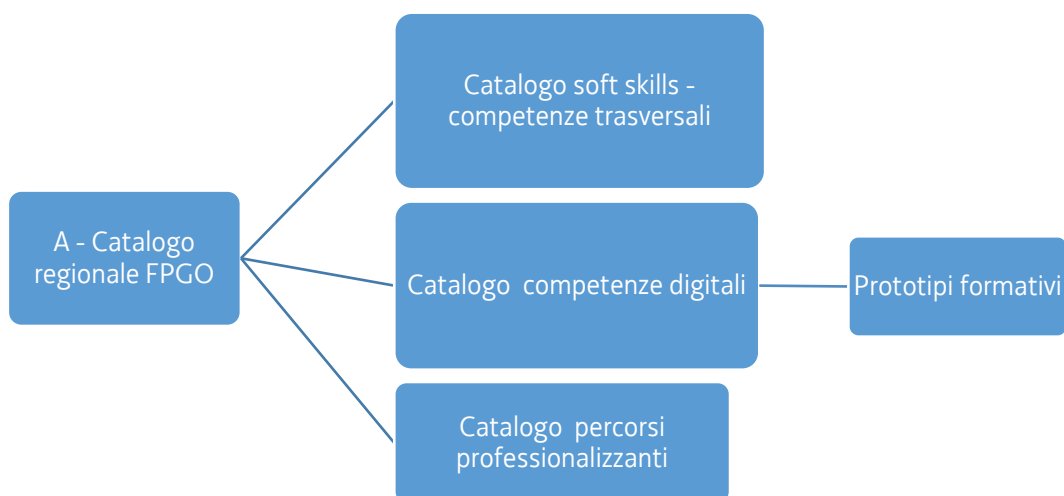 Catalogo soft skills -
competenze trasversali
A - Catalogo
regionale FPGO
Catalogo  competenze digitali
Prototipi formativi
Catalogo  percorsi
professionalizzanti